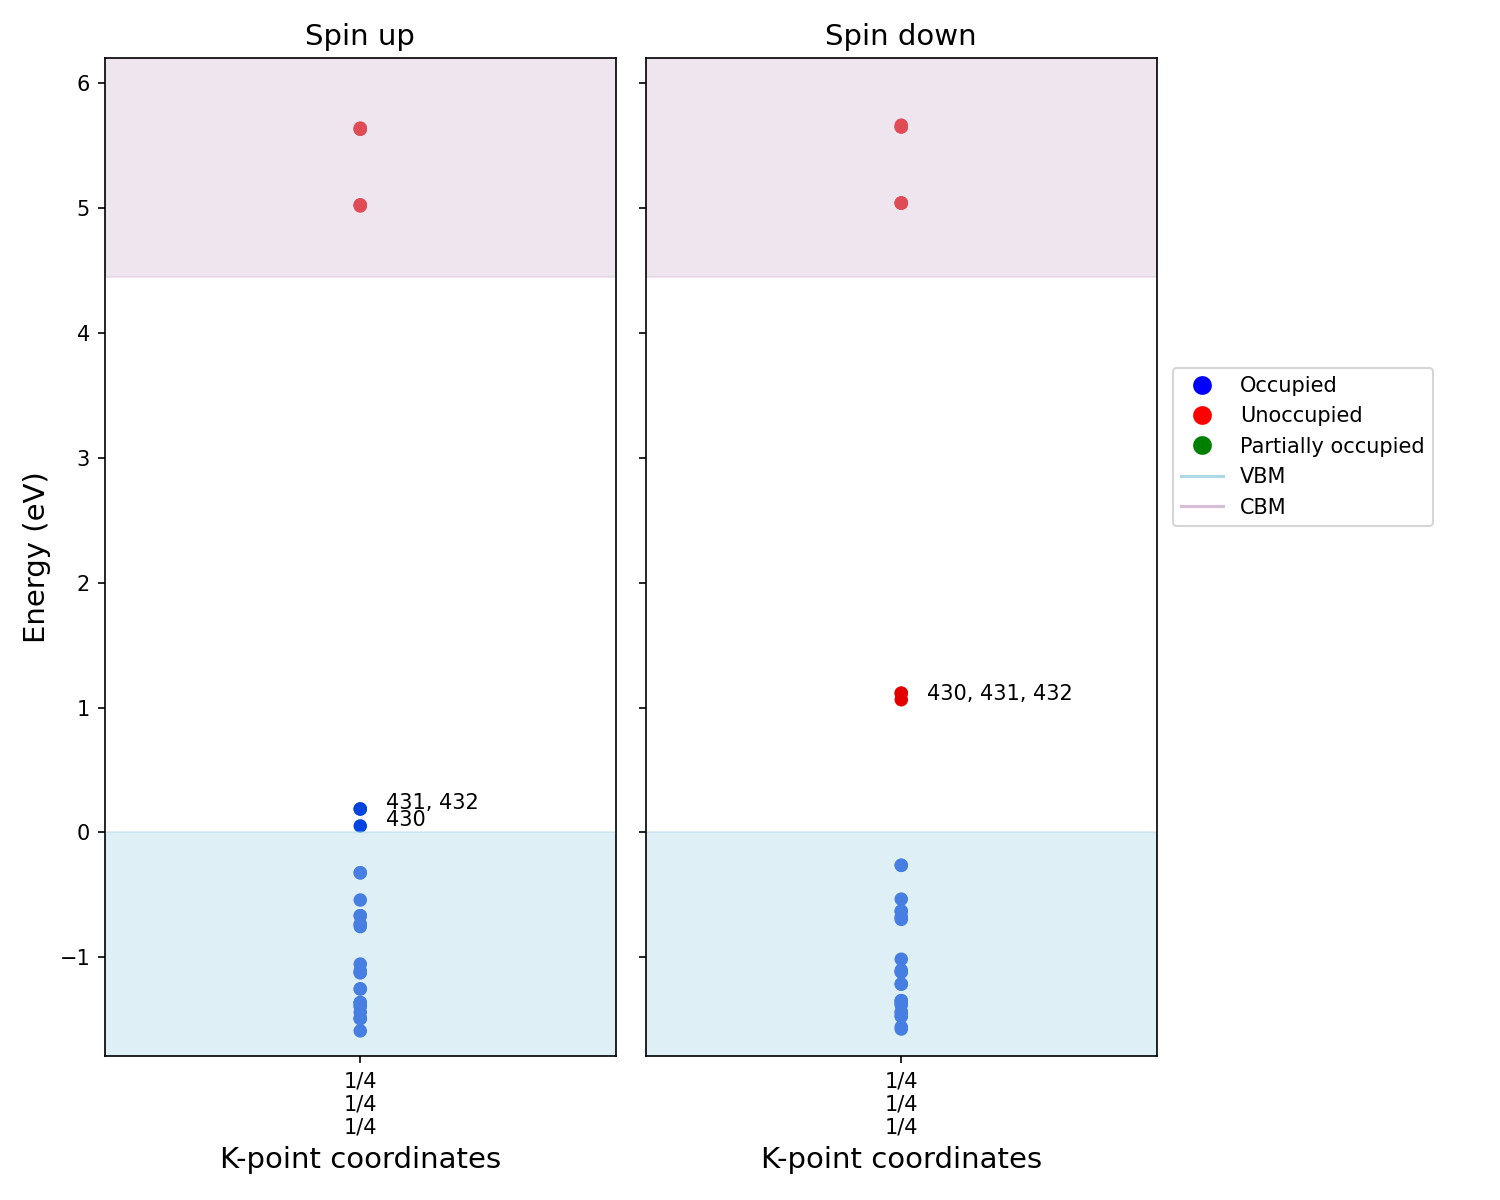 Spin up
Spin down
Energy (eV)
6
5
4
3
2
1
0
−1
431, 432
430
430, 431, 432
1/4
1/4
1/4
1/4
1/4
1/4
K-point coordinates
K-point coordinates
Occupied
Unoccupied
Partially occupied
VBM
CBM